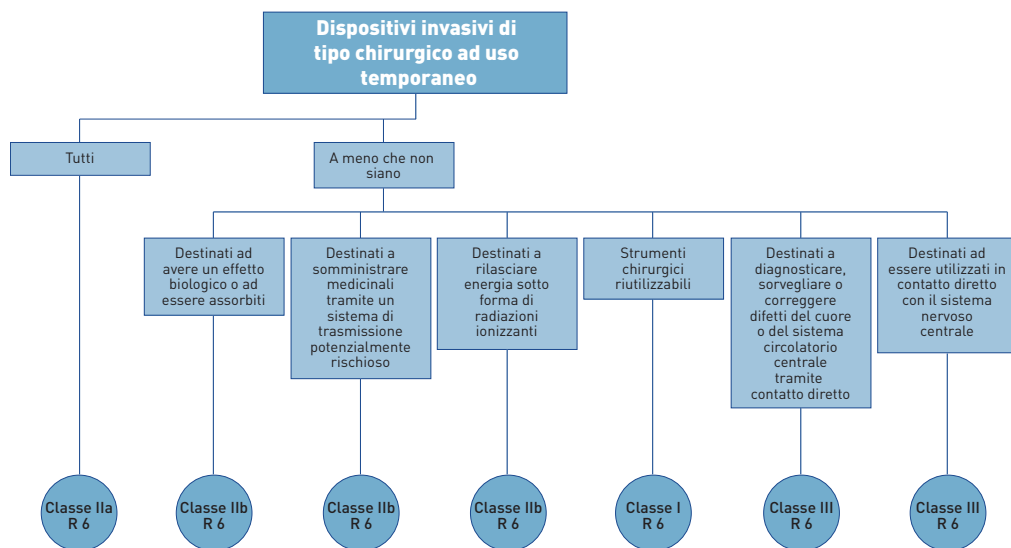 Dispositivi invasivi di
tipo chirurgico ad uso
temporaneo
Tutti
A meno che non
siano
Destinati ad
avere un effetto
biologico o ad
essere assorbiti
Destinati a
somministrare
medicinali
tramite un
sistema di
trasmissione
potenzialmente
rischioso
Destinati a
rilasciare
energia sotto
forma di
radiazioni
ionizzanti
Strumenti
chirurgici
riutilizzabili
Destinati a
diagnosticare,
sorvegliare o
correggere
difetti del cuore
o del sistema
circolatorio
centrale
tramite
contatto diretto
Destinati ad
essere utilizzati in
contatto diretto
con il sistema
nervoso
centrale
Classe IIa
R 6
Classe IIb
R 6
Classe IIb
R 6
Classe IIb
R 6
Classe I
R 6
Classe III
R 6
Classe III
R 6